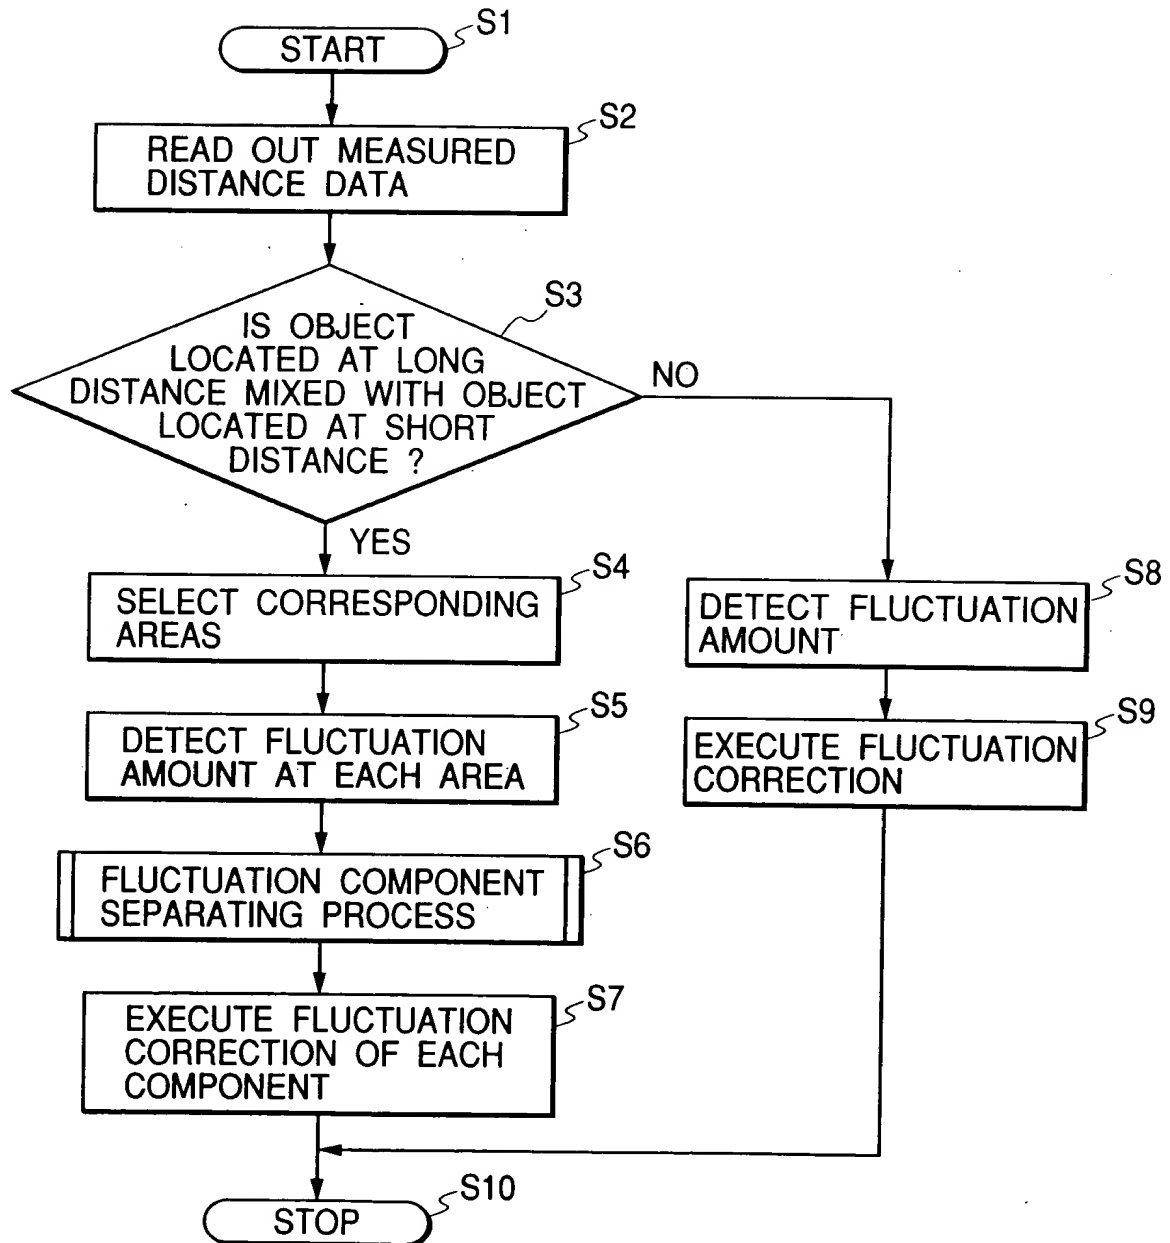 S1
START
S2
READ OUT MEASURED
DISTANCE DATA
S3
IS OBJECT
LOCATED AT LONG
DISTANCE MIXED WITH OBJECT
LOCATED AT SHORT
DISTANCE ?
NO
YES
S4
SELECT CORRESPONDING
AREAS
S5
DETECT FLUCTUATION
AMOUNT AT EACH AREA
S6
FLUCTUATION COMPONENT
SEPARATING PROCESS
S7
EXECUTE FLUCTUATION
CORRECTION OF EACH
COMPONENT
S8
DETECT FLUCTUATION
AMOUNT
S9
EXECUTE FLUCTUATION
CORRECTION
S10
STOP